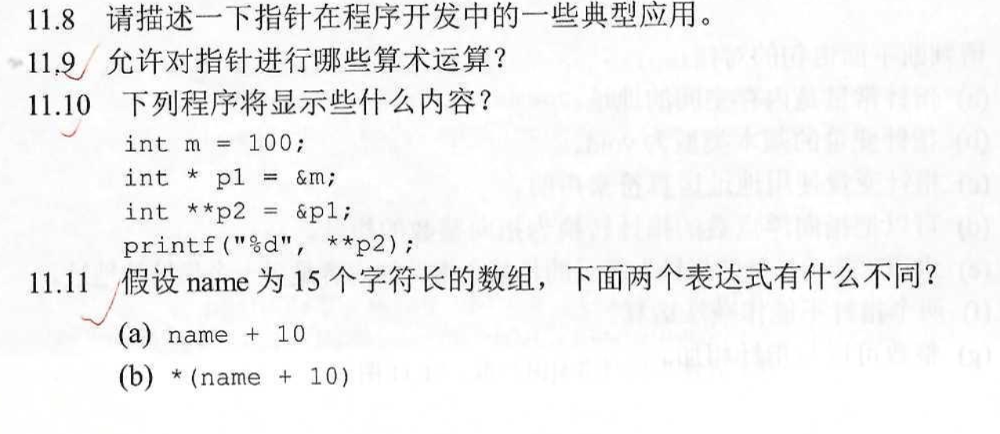 11.8 请描述一下指针在程序开发中的一些典型应用。
11.9 允许对指针进行哪些算术运算？
11.10 下列程序将显示些什么内容？
int m = 100;
int * p1 = &m;
int **p2 = &p1;
printf("%d", **p2);
11.11 假设 name 为 15 个字符长的数组，下面两个表达式有什么不同？
(a) name + 10
(b) *(name + 10)